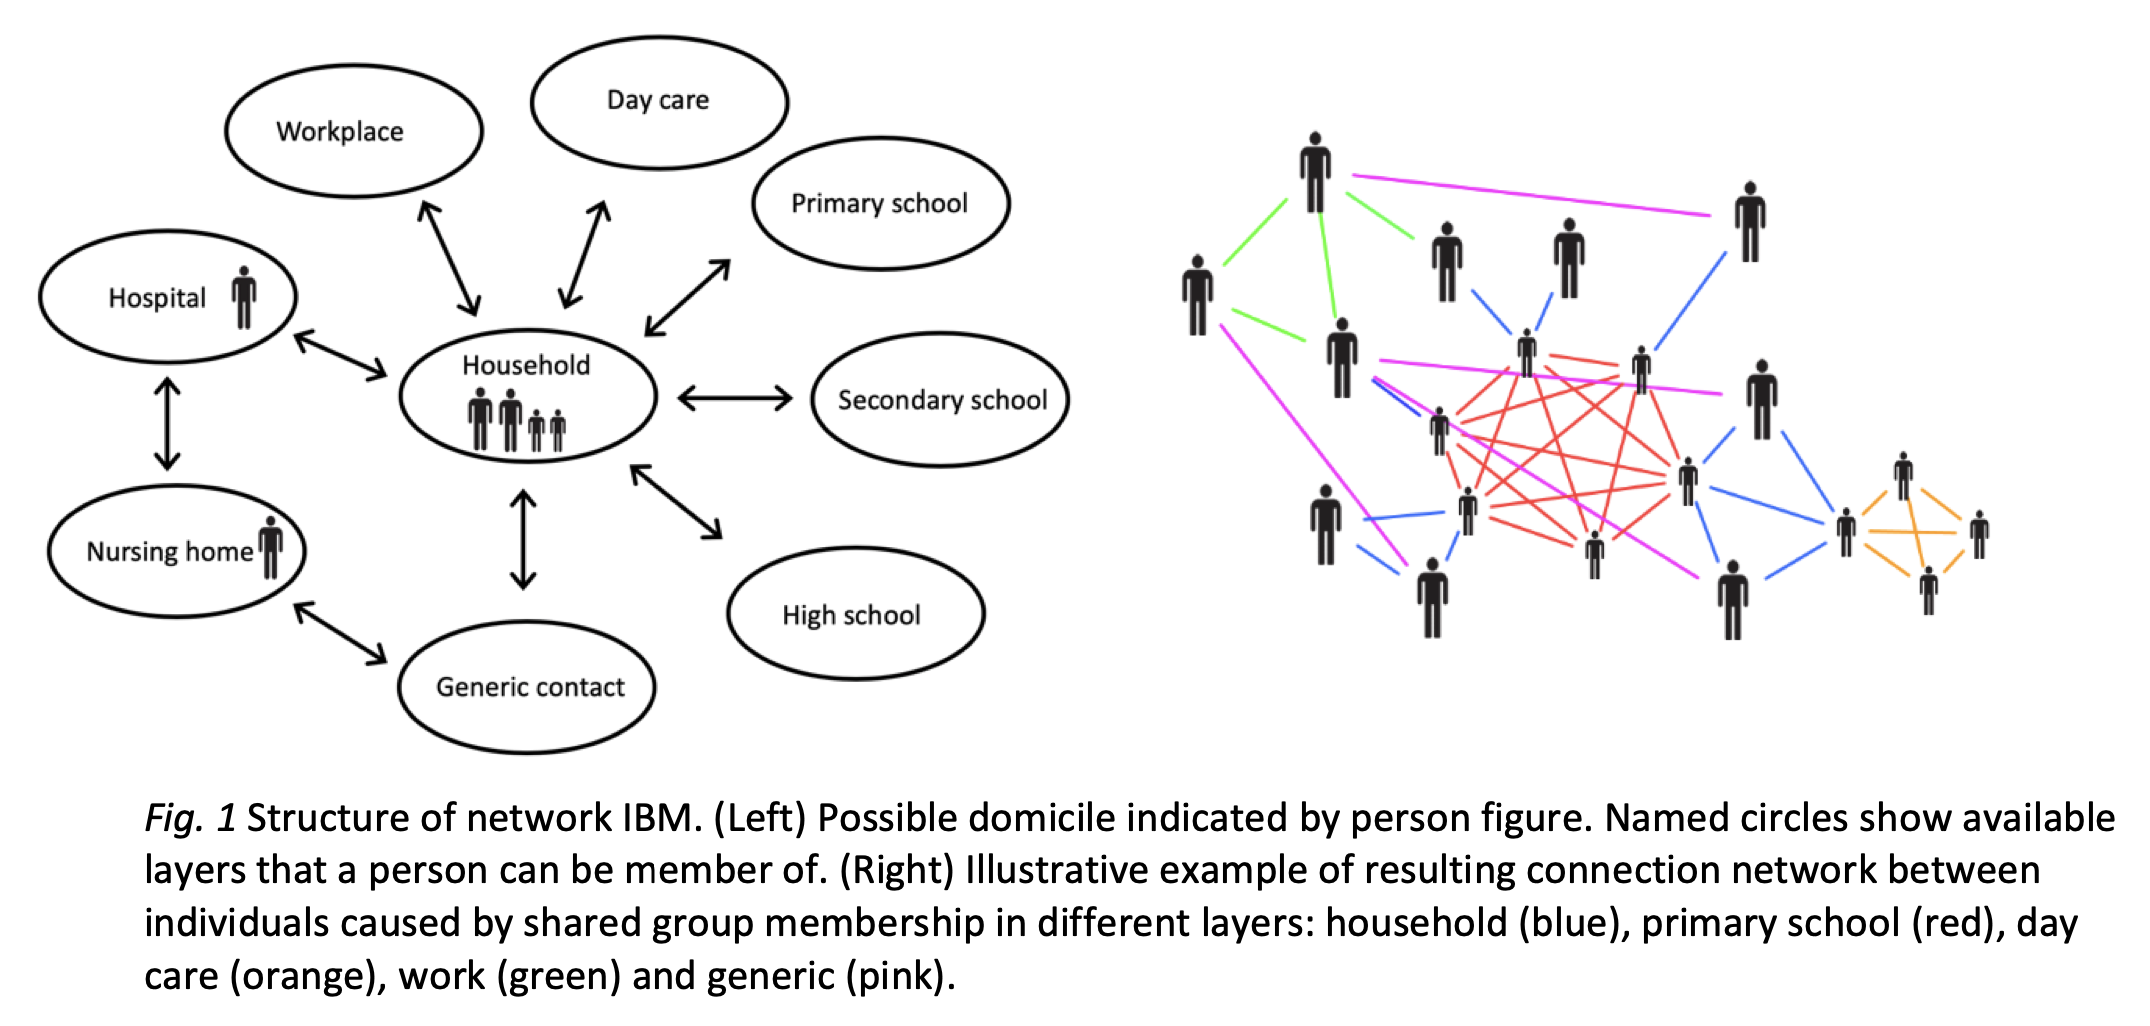 Day care
Workplace
Primary school
Hospital
Household
Secondary school
Nursing home
High school
Generic contact
Fig. 1 Structure of network IBM. (Left) Possible domicile indicated by person figure. Named circles show available
layers that a person can be member of. (Right) Illustrative example of resulting connection network between
individuals caused by shared group membership in different layers: household (blue), primary school (red), day
care (orange), work (green) and generic (pink).